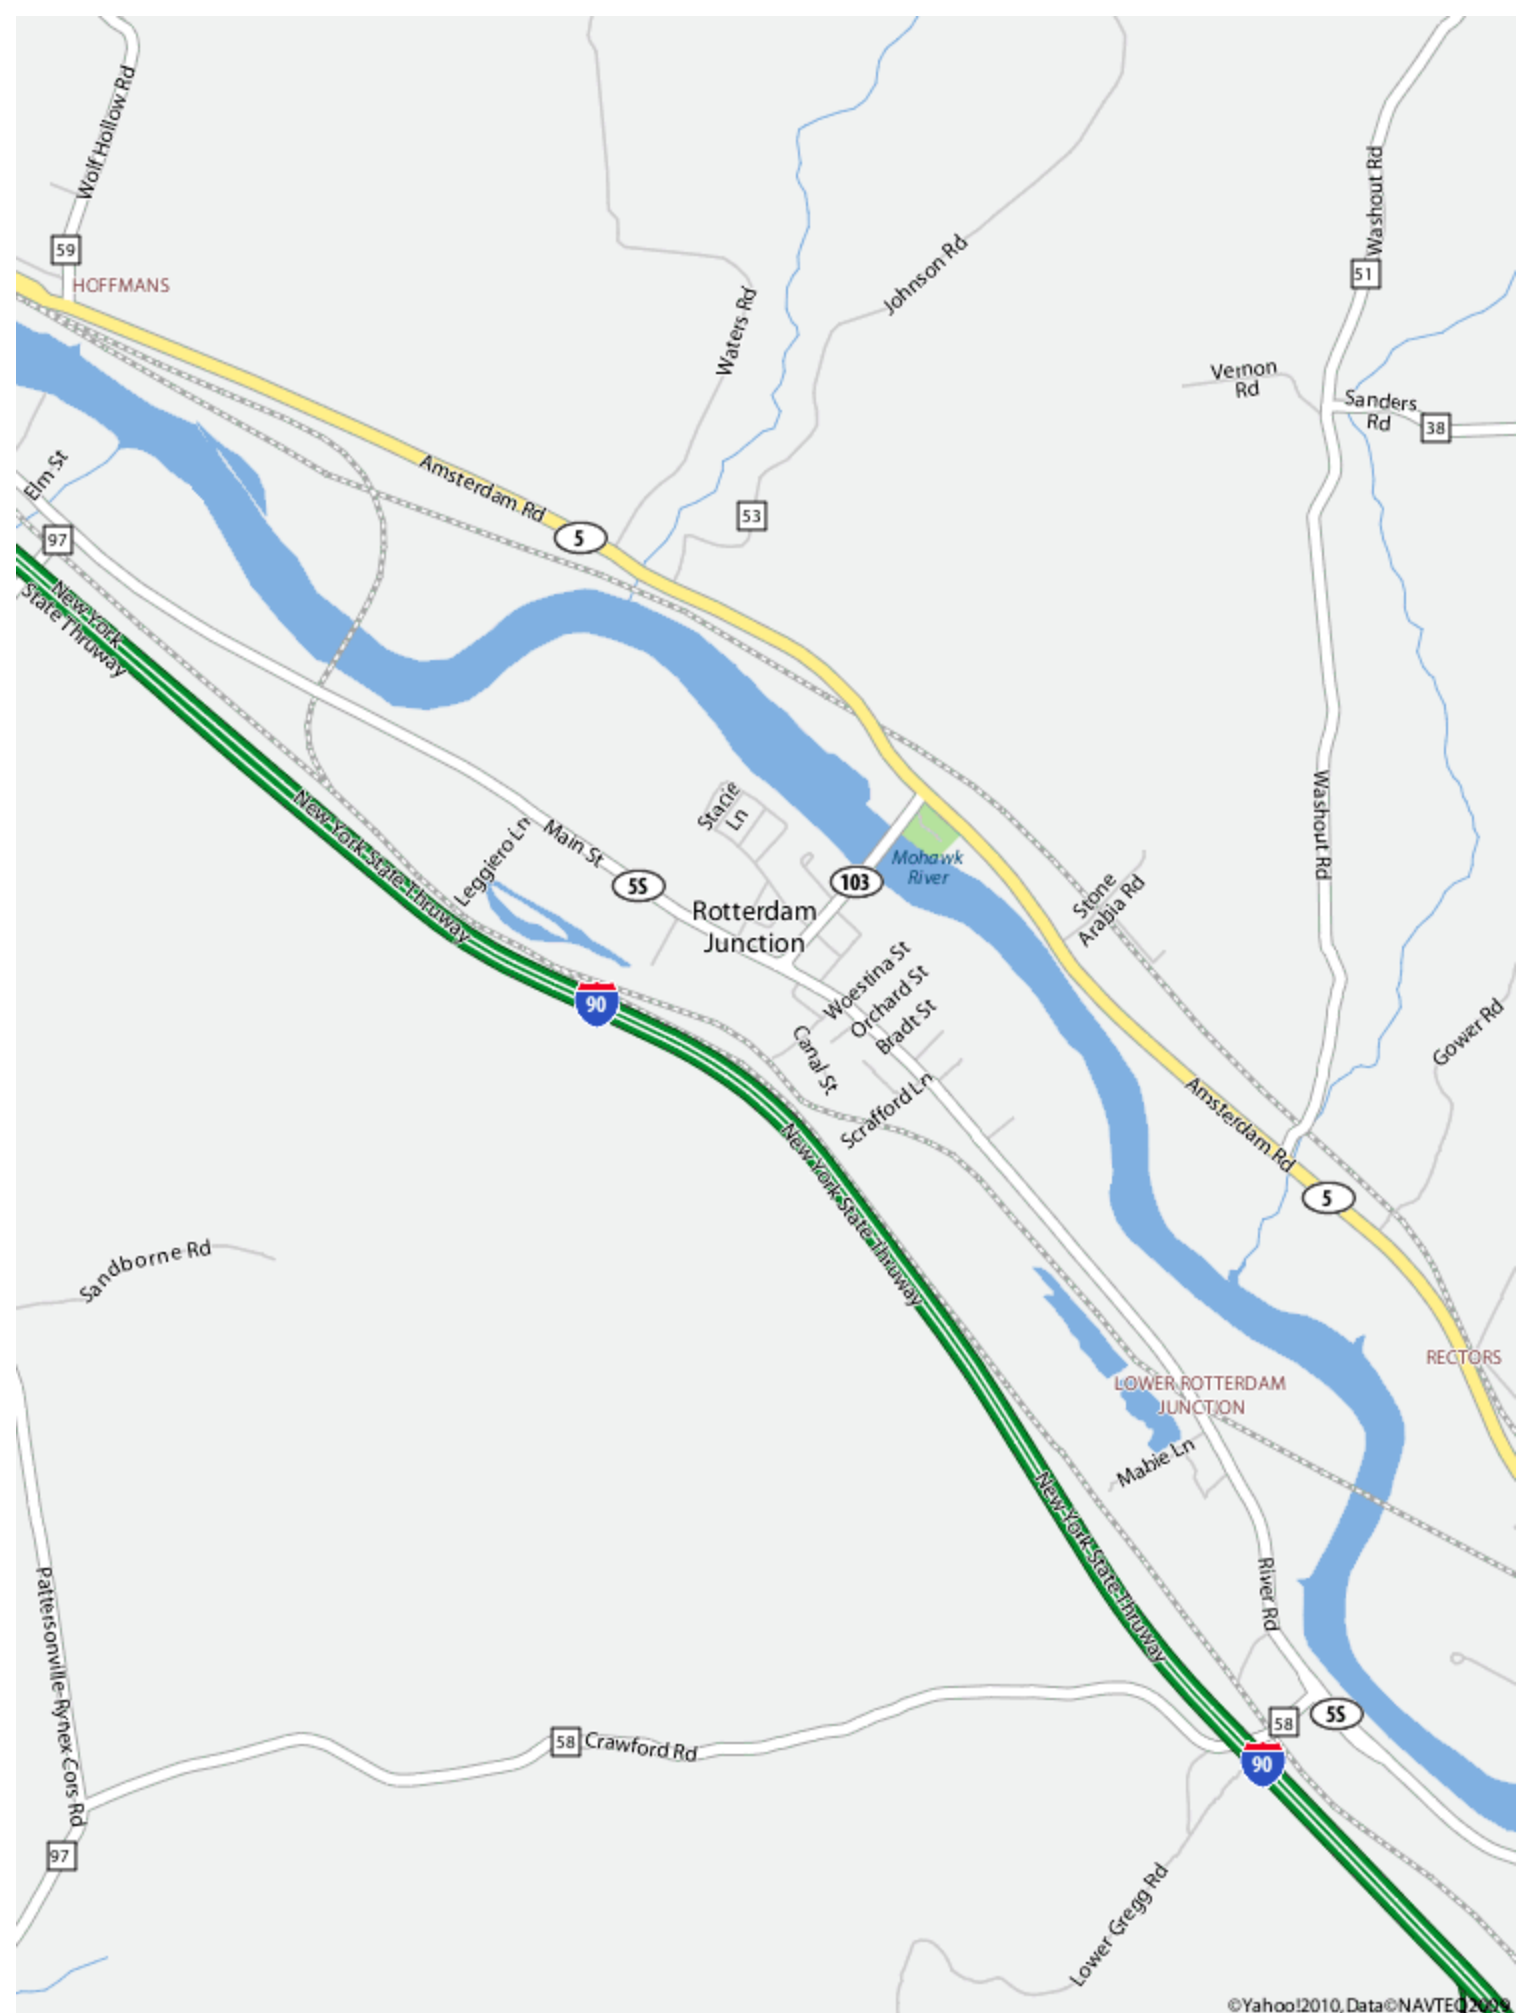 Wolf Hollow Rd
Washout Rd
59
HOFFMANS
Johnson Rd
51
Waters Rd
Vernon
Rd
Sanders
Rd
38
Elm St
Amsterdam Rd
53
5
97
New York
State Thruway
New York State Thruway
Leggiero Ln
Main St
5S
Stacie
Ln
103
Mohawk
River
Washout Rd
Rotterdam
Junction
Stone
Arabia Rd
Woestina St
Orchard St
Bradt St
90
Canal St
Scrafford Ln
Gower Rd
Amsterdam Rd
New York State Thruway
5
Sandborne Rd
RECTORS
LOWER ROTTERDAM
JUNCTION
Mabie Ln
New York State Thruway
River Rd
Pattersonville-Rynex Cors Rd
58
5S
58
Crawford Rd
90
97
Lower Gregg Rd
©Yahoo!2010, Data©NAVTEQ2009